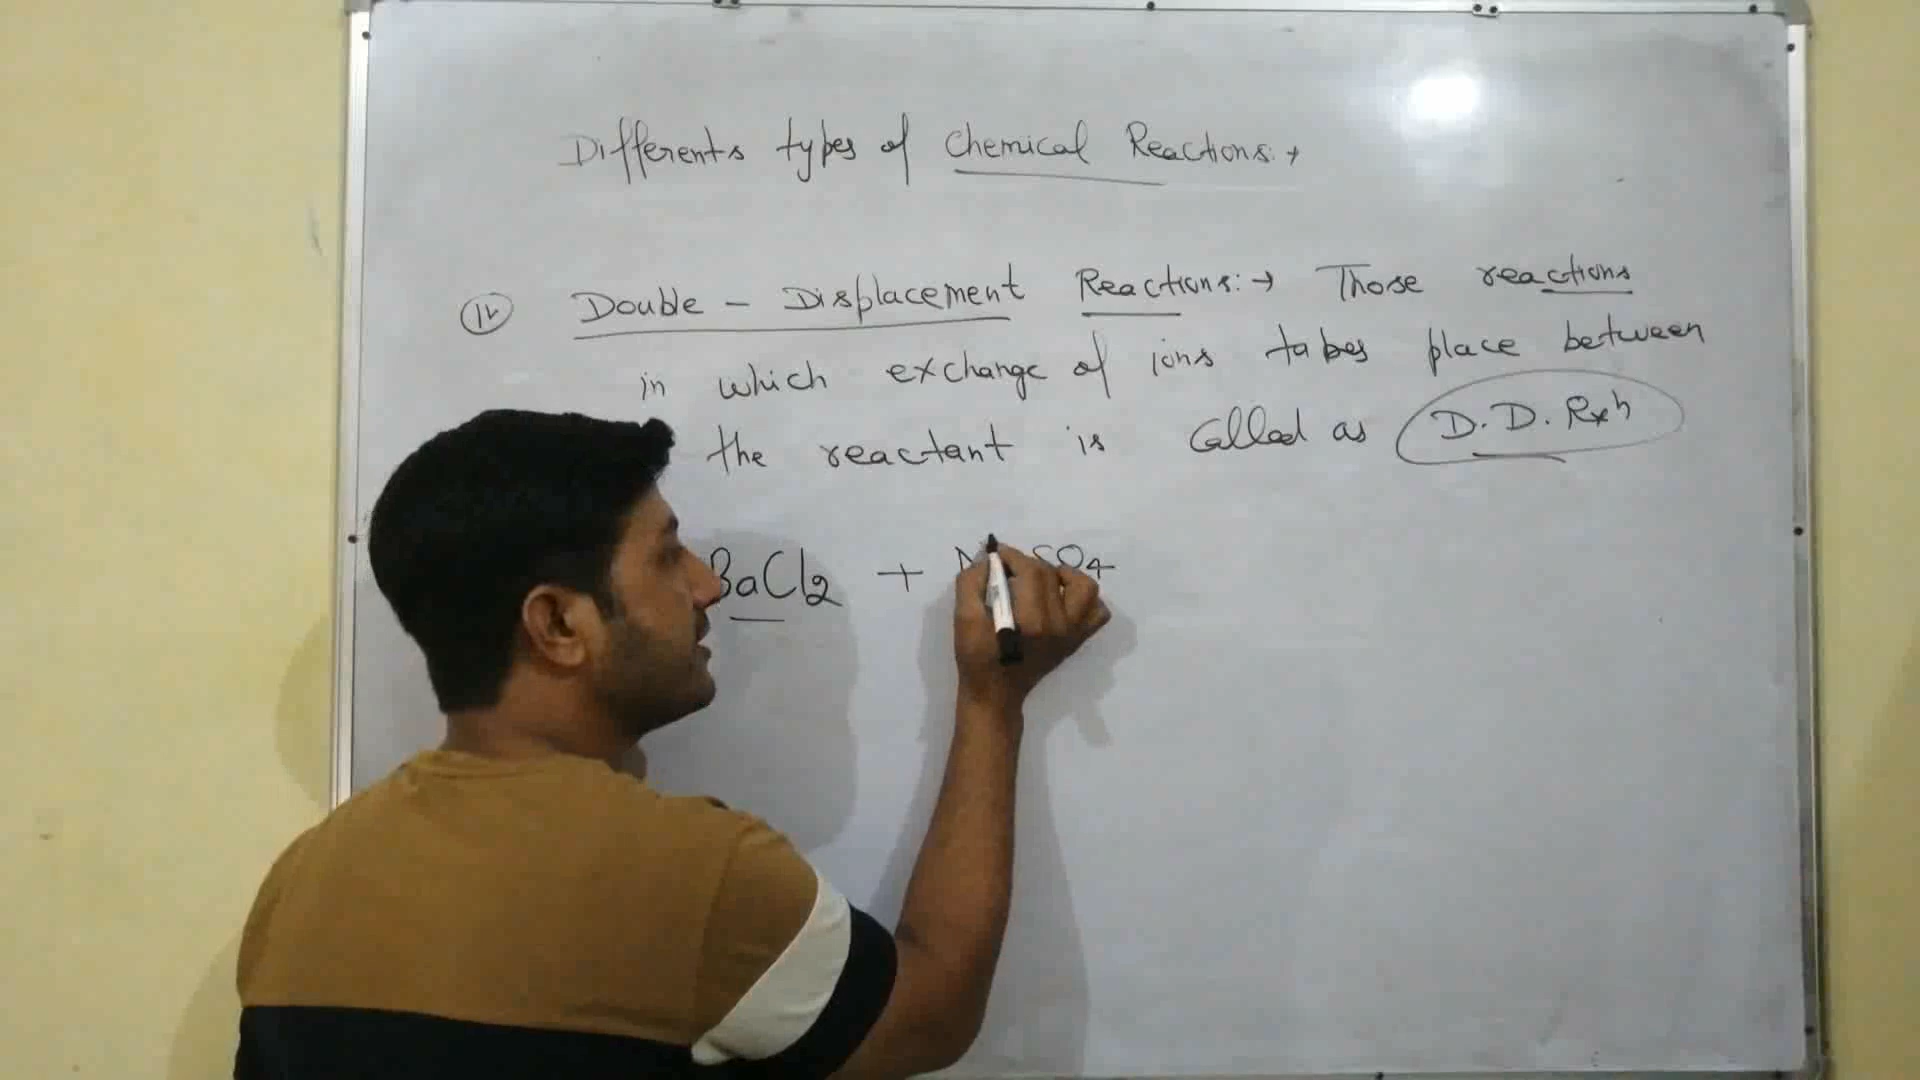 Differents types of Chemical Reactions:→
(iv) Double - Displacement Reactions:→ Those reactions
in which exchange of ions takes place between
the reactant is Called as D.D. Rxn
BaCl2 + SO4